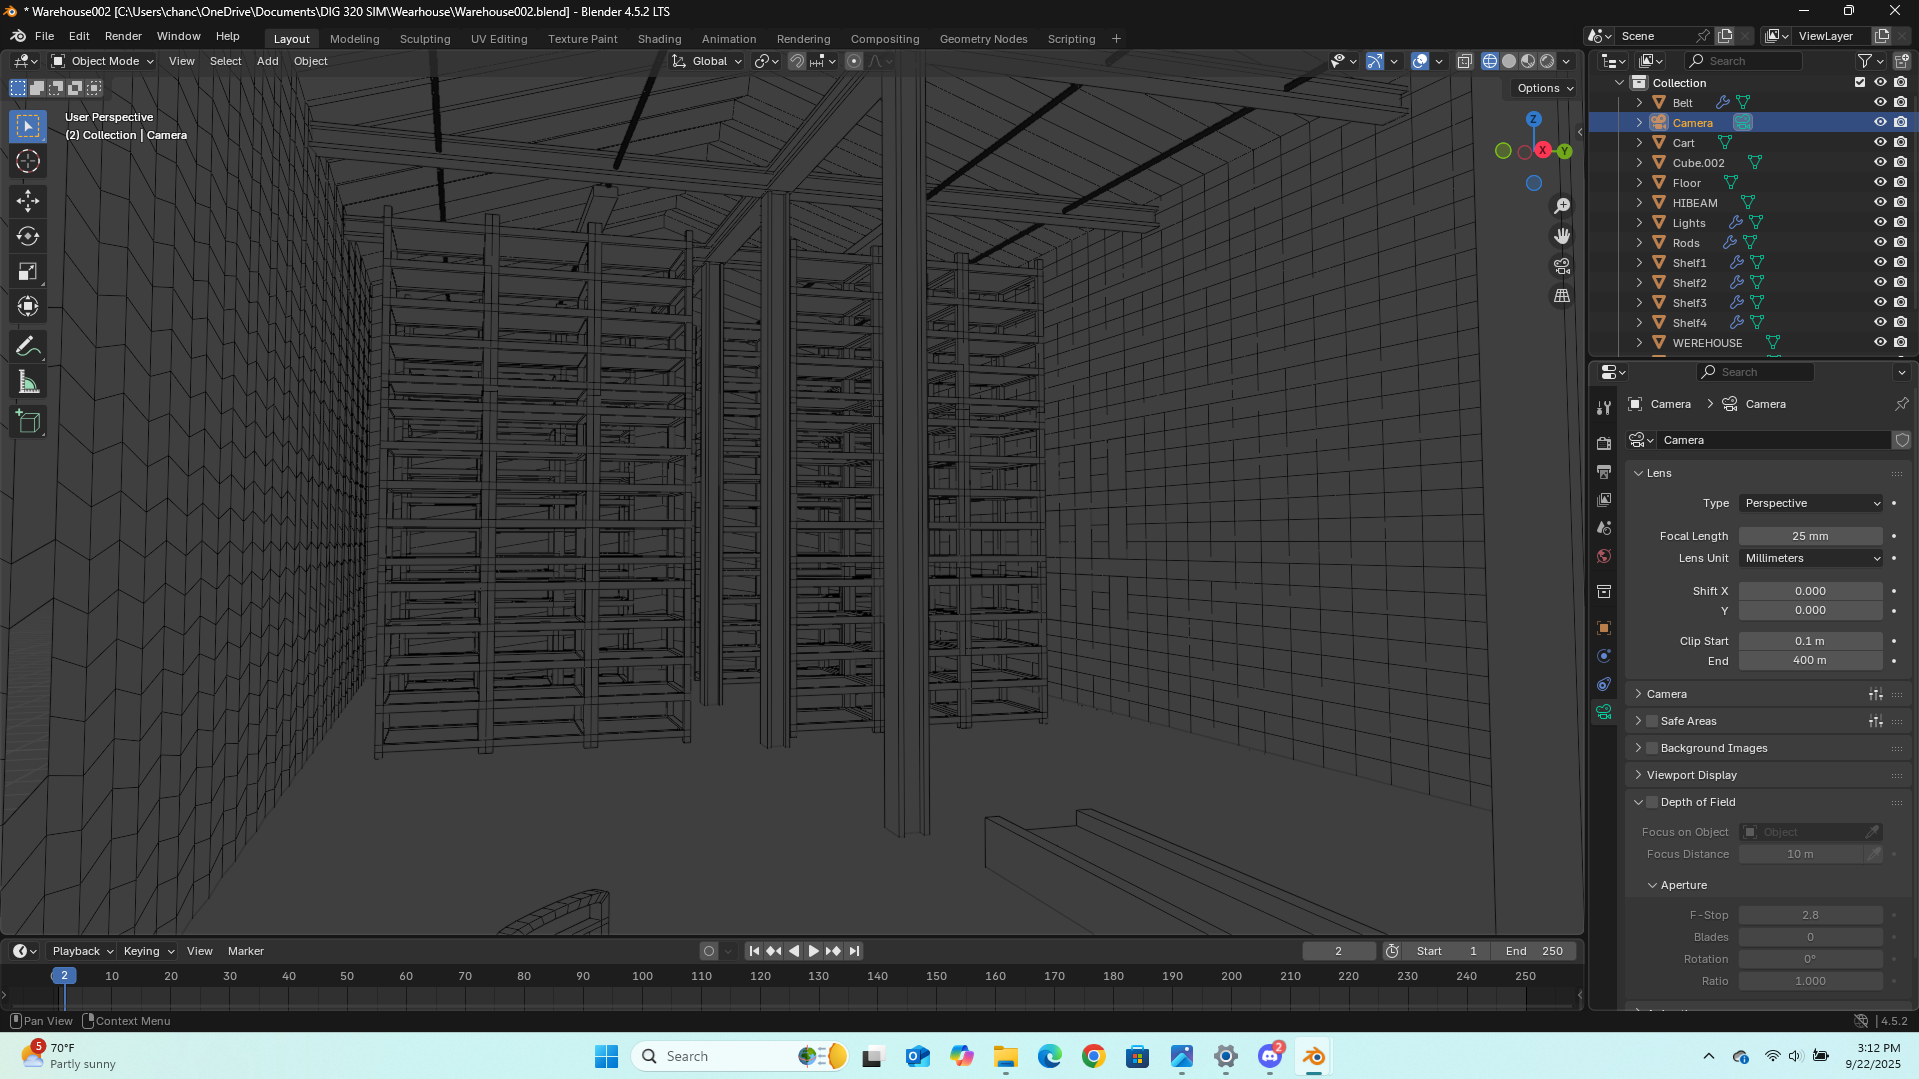 * Warehouse002 [C:\Users\chanc\OneDrive\Documents\DIG 320 SIM\Wearhouse\Warehouse002.blend] - Blender 4.5.2 LTS
File Edit Render Window Help
Layout Modeling Sculpting UV Editing Texture Paint Shading Animation Rendering Compositing Geometry Nodes Scripting +
Scene
ViewLayer
Object Mode View Select Add Object
Global
Options
User Perspective
(2) Collection | Camera
Z
X
Y
Search
Collection
Belt
Camera
Cart
Cube.002
Floor
HIBEAM
Lights
Rods
Shelf1
Shelf2
Shelf3
Shelf4
WEREHOUSE
Search
Camera > Camera
Camera
Lens
Type Perspective
Focal Length 25 mm
Lens Unit Millimeters
Shift X 0.000
Y 0.000
Clip Start 0.1 m
End 400 m
Camera
Safe Areas
Background Images
Viewport Display
Depth of Field
Focus on Object Object
Focus Distance 10 m
Aperture
F-Stop 2.8
Blades 0
Rotation 0°
Ratio 1.000
Playback Keying View Marker
2 Start 1 End 250
2 10 20 30 40 50 60 70 80 90 100 110 120 130 140 150 160 170 180 190 200 210 220 230 240 250
Pan View Context Menu
4.5.2
5
70°F
Partly sunny
Search
2
3:12 PM
9/22/2025